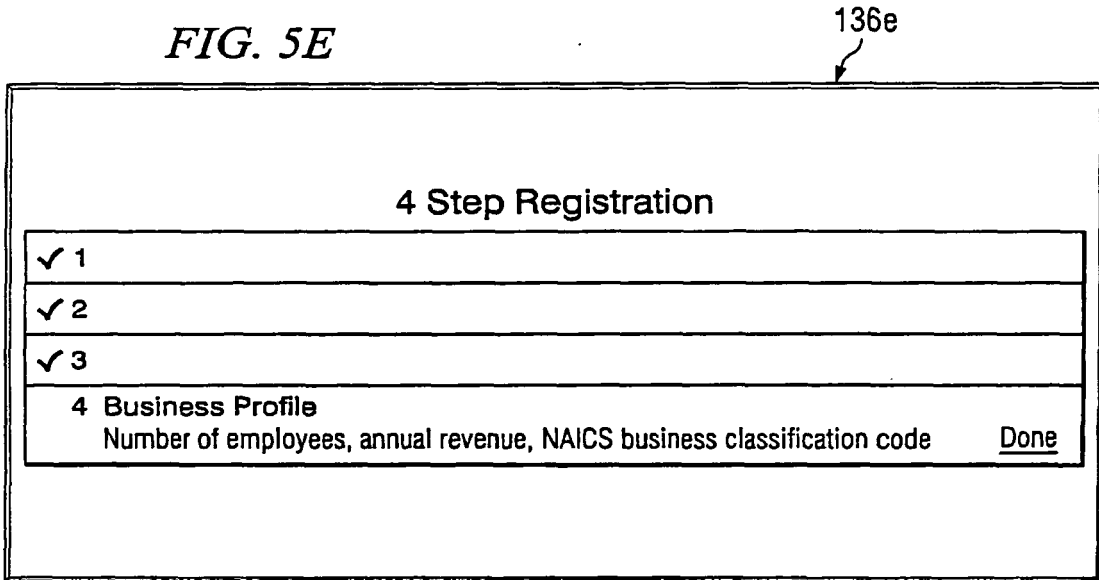 FIG. 5E
136e
4 Step Registration
✓ 1
✓ 2
✓ 3
4 Business Profile
Number of employees, annual revenue, NAICS business classification code Done